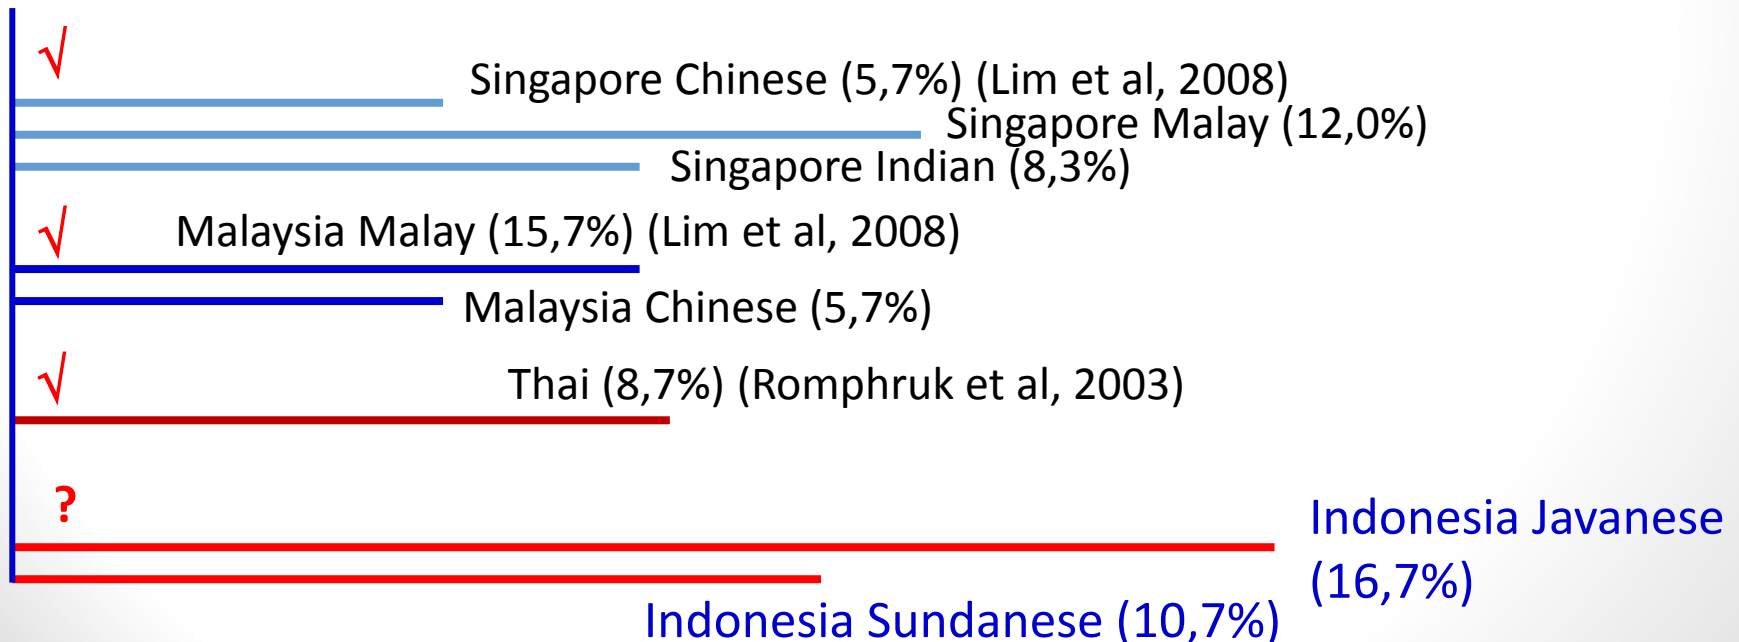 √
Singapore Chinese (5,7%) (Lim et al, 2008)
Singapore Malay (12,0%)
Singapore Indian (8,3%)
√
Malaysia Malay (15,7%) (Lim et al, 2008)
Malaysia Chinese (5,7%)
√
Thai (8,7%) (Romphruk et al, 2003)
?
Indonesia Javanese
(16,7%)
Indonesia Sundanese (10,7%)